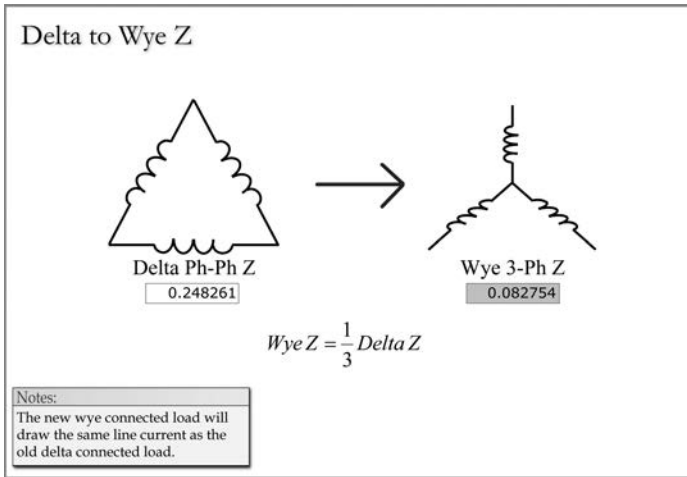 Delta to Wye Z
Delta Ph-Ph Z
0.248261
Wye 3-Ph Z
0.082754
Wye Z = 1/3 Delta Z
Notes:
The new wye connected load will
draw the same line current as the
old delta connected load.